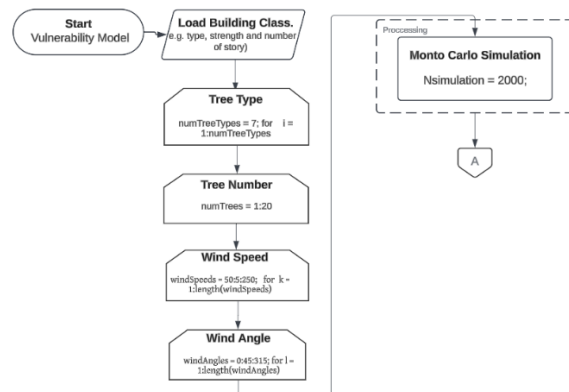 Start
Vulnerability Model
Load Building Class.
e.g. type, strength and number
of story)
Tree Type
numTreeTypes = 7; for i =
1:numTreeTypes
Tree Number
numTrees = 1:20
Wind Speed
windSpeeds = 50:5:250; for k =
1:length(windSpeeds)
Wind Angle
windAngles = 0:45:315; for l =
1:length(windAngles)
Proccessing
Monto Carlo Simulation
Nsimulation = 2000;
A